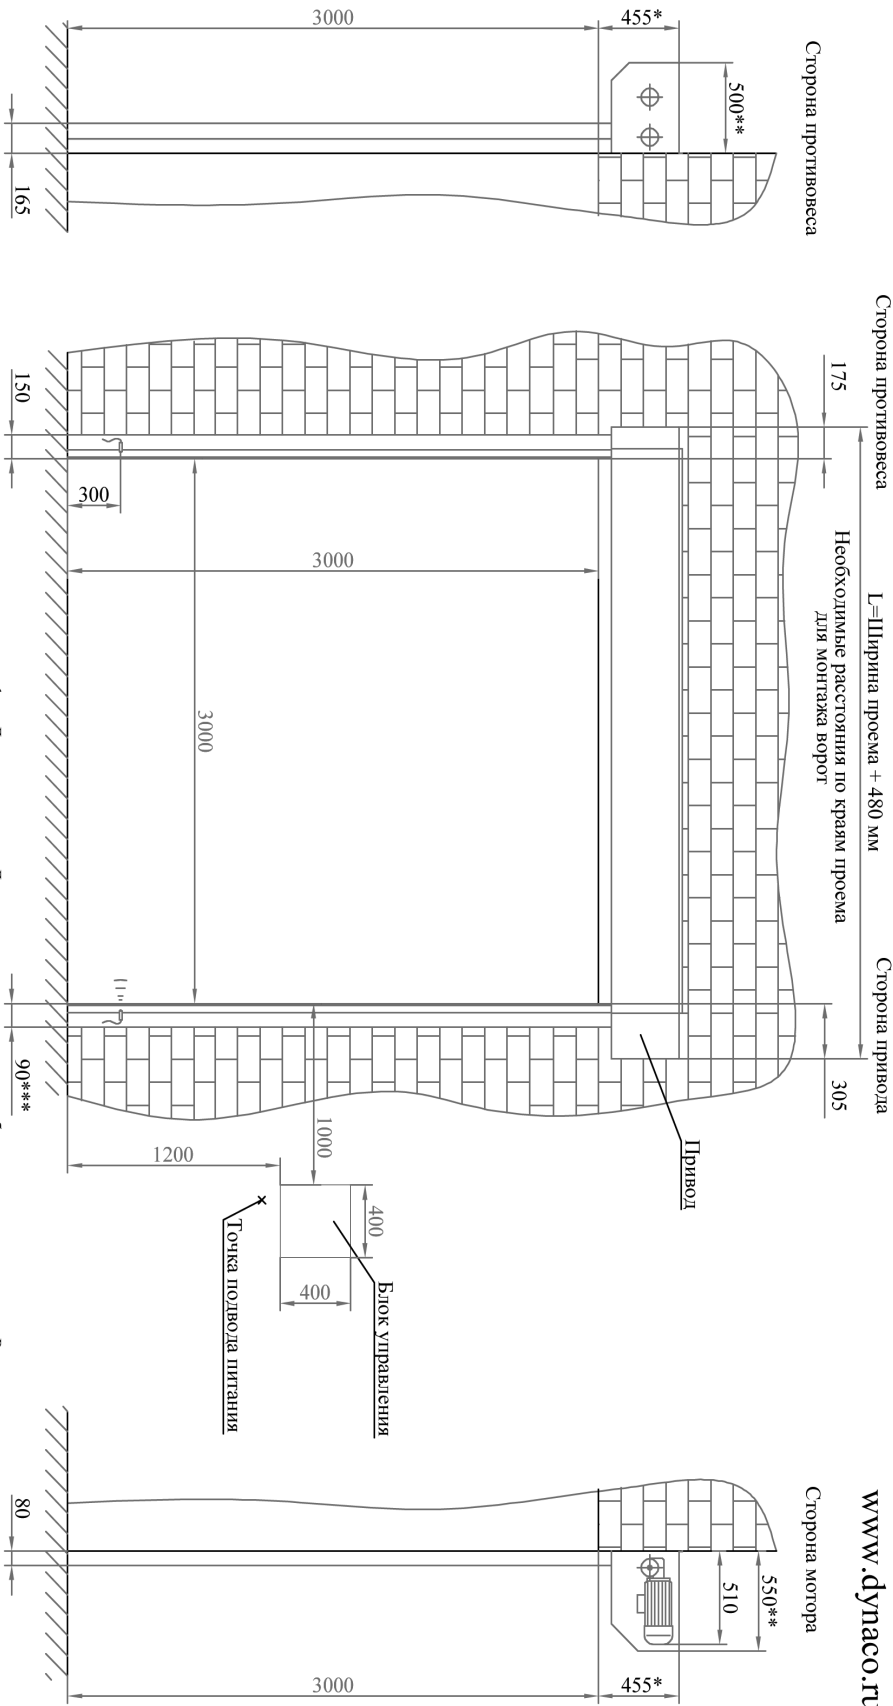 www.dynaco.ru
Сторона противовеса
Сторона противовеса
L=Ширина проема + 480 мм
Необходимые расстояния по краям проема
для монтажа ворот
Сторона привода
Сторона мотора
500**
455*
3000
165
175
305
Привод
3000
3000
300
150
90***
1000
1200
400
400
Блок управления
Точка подвода питания
550**
510
455*
3000
80